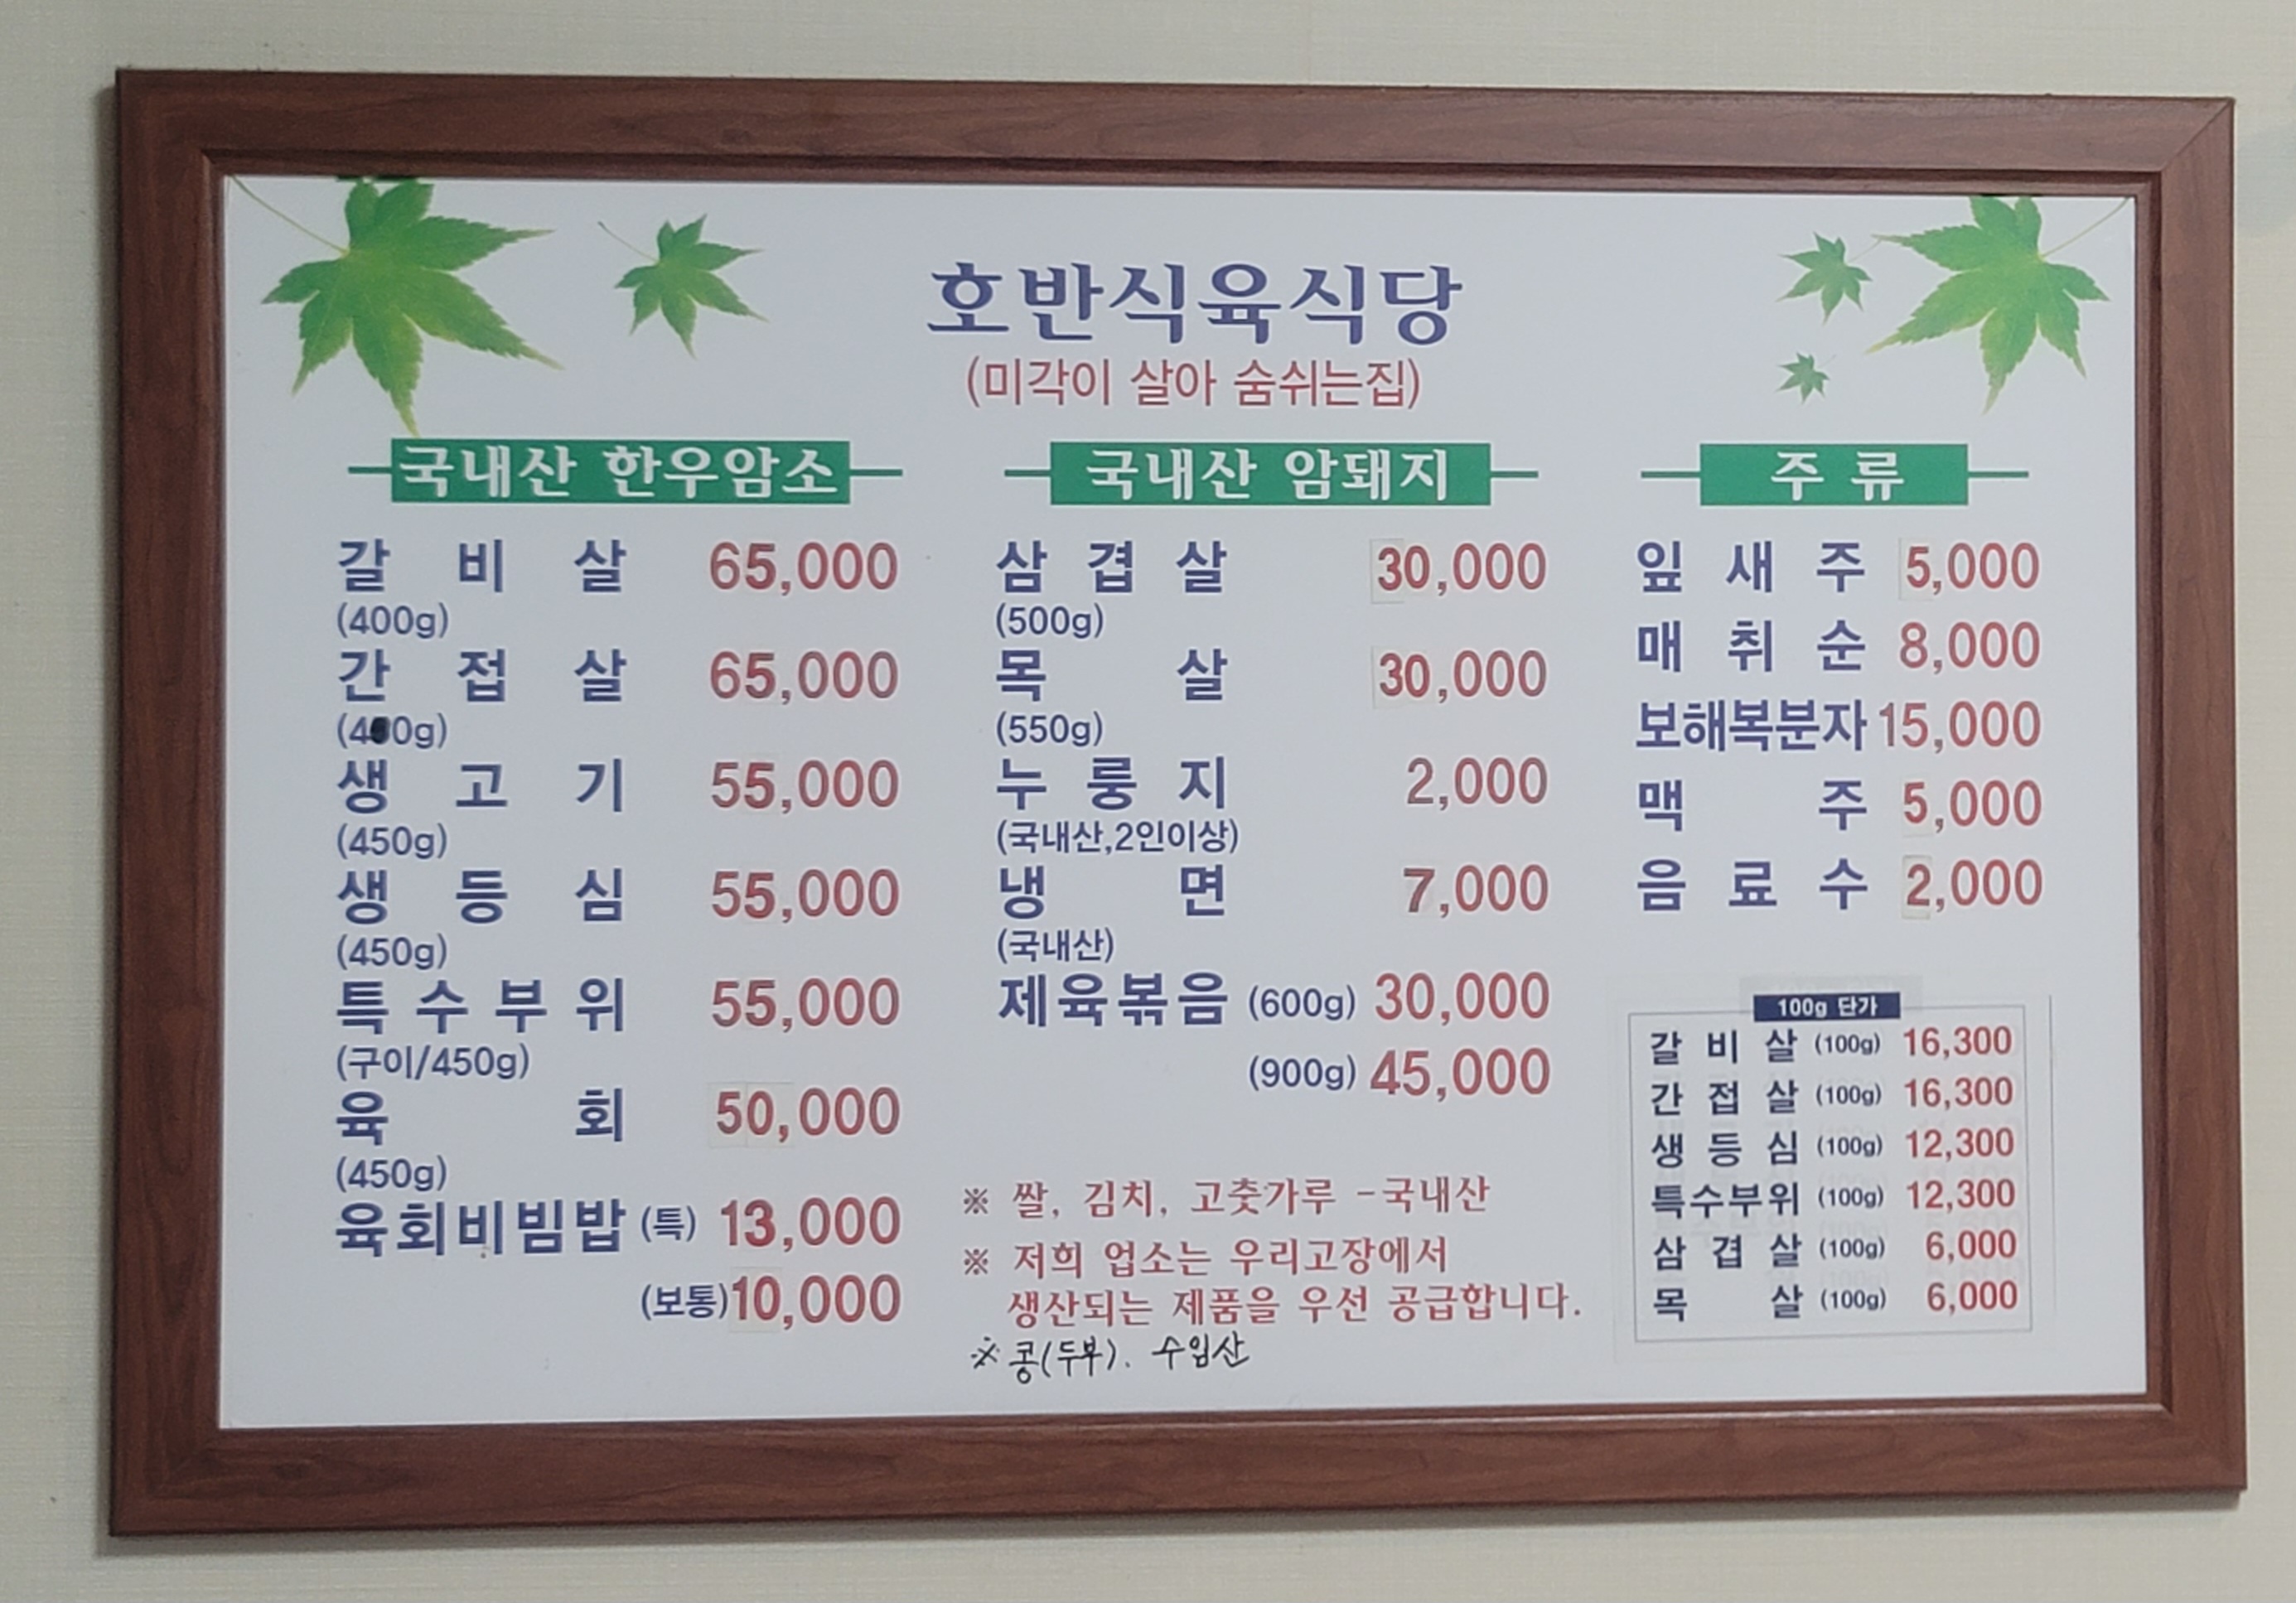 호반식육식당
(미각이 살아 숨쉬는집)
국내산 한우암소
갈비살 65,000
(400g)
간접살 65,000
생고기 55,000
(450g)
생등심 55,000
(450g)
특수부위 55,000
(구이/450g)
육회 50,000
(450g)
육회비빔밥 (특) 13,000
(보통) 10,000
국내산 암돼지
삼겹살 30,000
(500g)
목살 30,000
(550g)
누룽지 2,000
(국내산,2인이상)
냉면 7,000
(국내산)
제육볶음 (600g) 30,000
(900g) 45,000
※ 쌀, 김치, 고춧가루 -국내산
※ 저희 업소는 우리고장에서
생산되는 제품을 우선 공급합니다.
※ 콩(두부). 수입산
주류
잎새주 5,000
매취순 8,000
보해복분자 15,000
맥주 5,000
음료수 2,000
100g 단가
갈비살 (100g) 16,300
간접살 (100g) 16,300
생등심 (100g) 12,300
특수부위 (100g) 12,300
삼겹살 (100g) 6,000
목살 (100g) 6,000